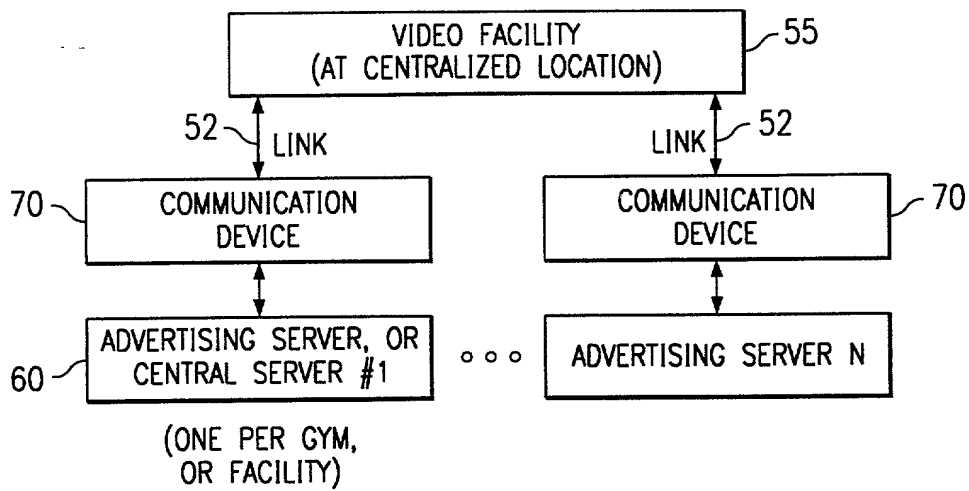 VIDEO FACILITY
(AT CENTRALIZED LOCATION)
55
52
LINK
LINK
52
70
COMMUNICATION
DEVICE
COMMUNICATION
DEVICE
70
60
ADVERTISING SERVER, OR
CENTRAL SERVER #1
ADVERTISING SERVER N
(ONE PER GYM,
OR FACILITY)